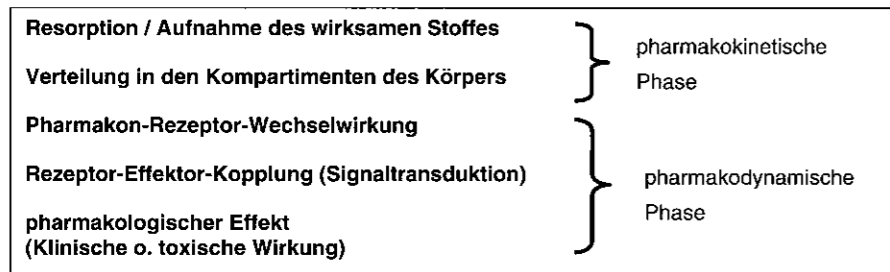 Resorption / Aufnahme des wirksamen Stoffes
Verteilung in den Kompartimenten des Körpers
pharmakokinetische
Phase
Pharmakon-Rezeptor-Wechselwirkung
Rezeptor-Effektor-Kopplung (Signaltransduktion)
pharmakologischer Effekt
(Klinische o. toxische Wirkung)
pharmakodynamische
Phase